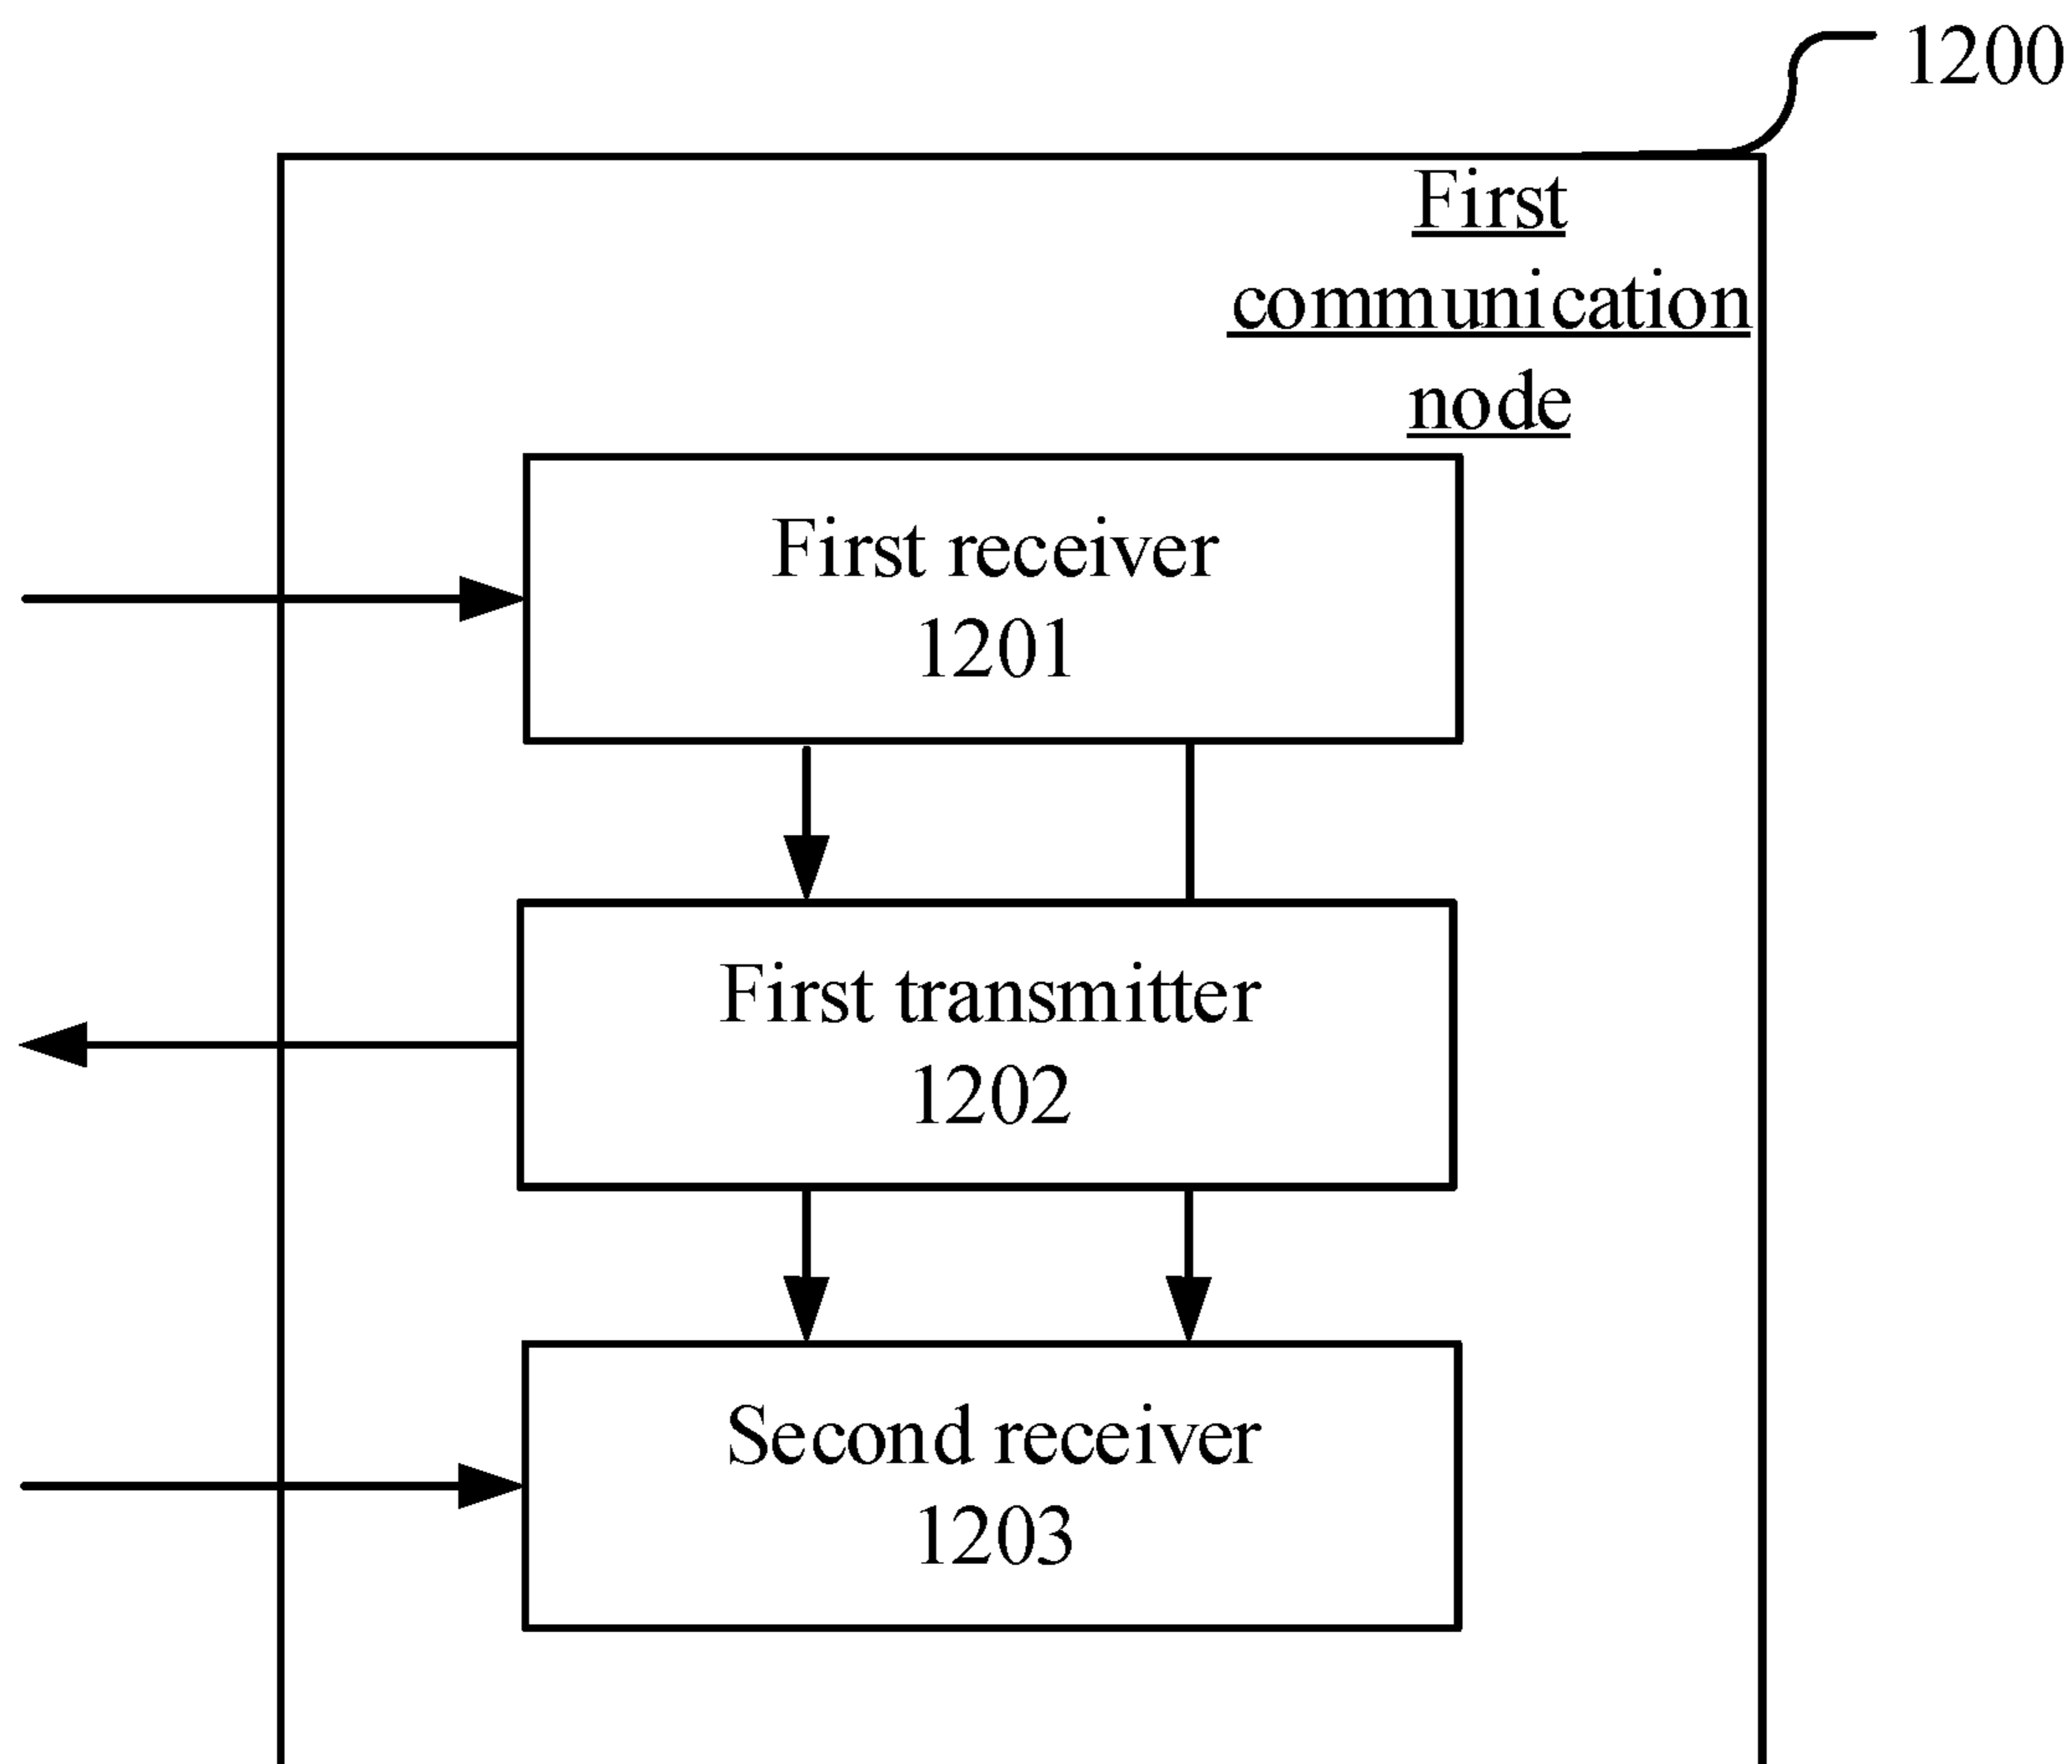 1200
First
communication
node
First receiver
1201
First transmitter
1202
Second receiver
1203